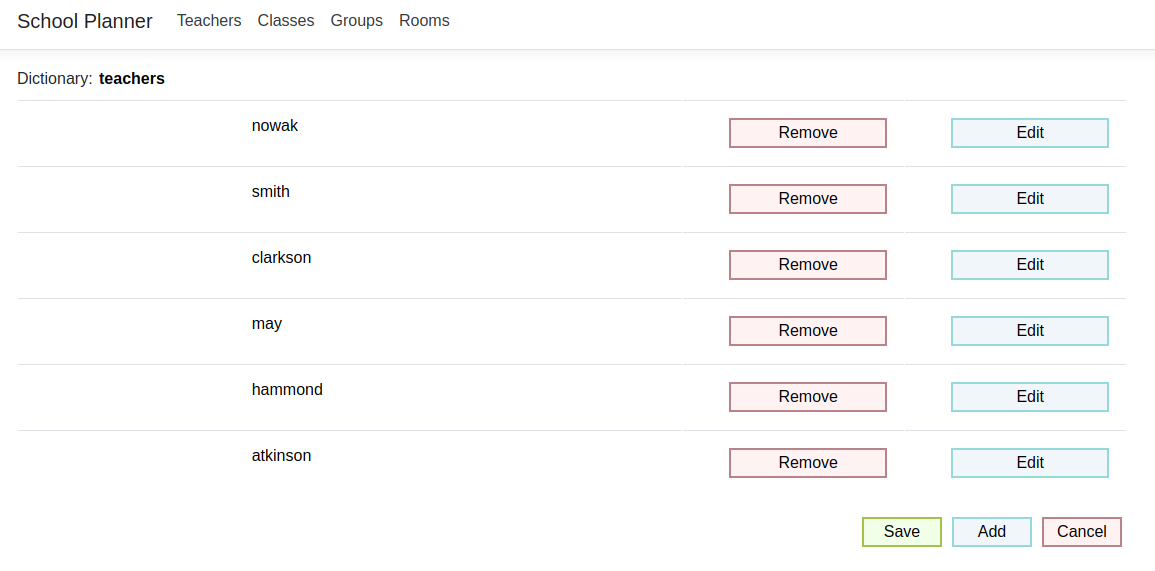 School Planner Teachers Classes Groups Rooms
Dictionary: teachers
nowak Remove Edit
smith Remove Edit
clarkson Remove Edit
may Remove Edit
hammond Remove Edit
atkinson Remove Edit
Save Add Cancel